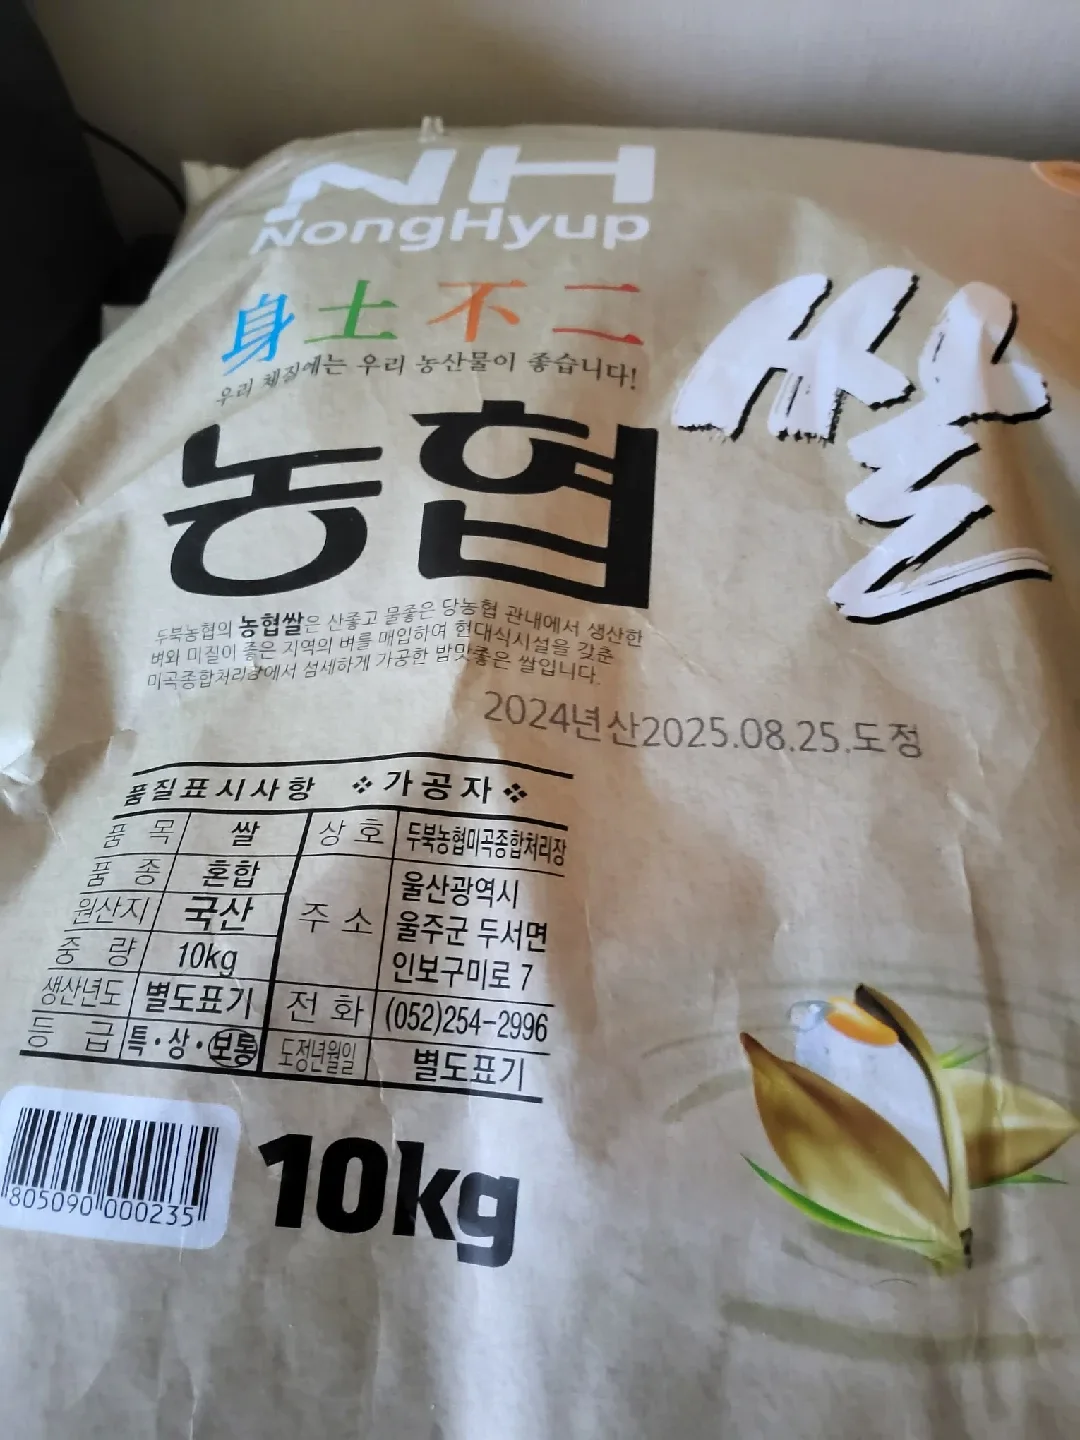 NH
NongHyup
身土不二
우리 체질에는 우리 농산물이 좋습니다!
농협
쌀
두북농협의 농협쌀은 산좋고 물좋은 당농협 관내에서 생산한
벼와 미질이 좋은 지역의 벼를 매입하여 현대식시설을 갖춘
미곡종합처리장에서 섬세하게 가공한 밥맛좋은 쌀입니다.
2024년산2025.08.25.도정
품질표시사항 ❖ 가공자 ❖
품목 쌀 상호 두북농협미곡종합처리장
품종 혼합 주소 울산광역시
원산지 국산 울주군 두서면
중량 10kg 인보구미로 7
생산년도 별도표기 전화 (052)254-2996
등급 특·상·보통 도정년월일 별도표기
805090 000235
10kg